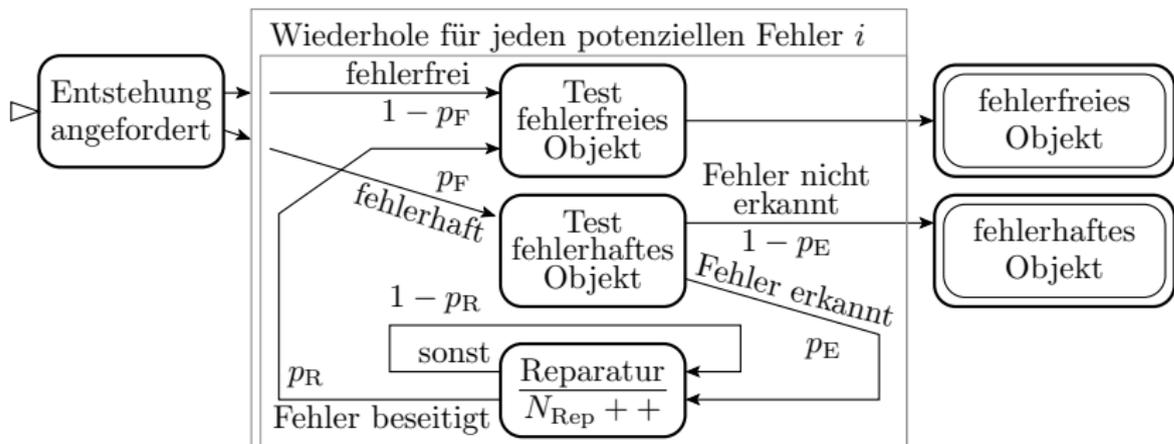 Wiederhole für jeden potenziellen Fehler i
Entstehung
angefordert
fehlerfrei
1 − pF
pF
fehlerhaft
Test
fehlerfreies
Objekt
fehlerfreies
Objekt
Test
fehlerhaftes
Objekt
Fehler nicht
erkannt
1 − pE
fehlerhaftes
Objekt
Fehler erkannt
pE
1 − pR
sonst
pR
Reparatur
NRep + +
Fehler beseitigt